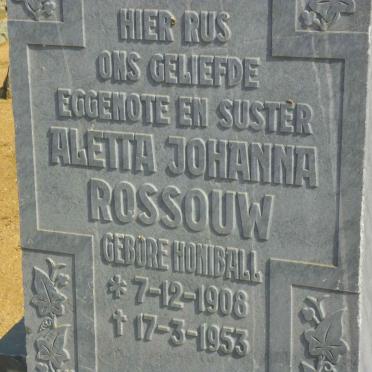 HIER RUS
ONS GELIEFDE
EGGENOTE EN SUSTER
ALETTA JOHANNA
ROSSOUW
GEBORE HONIBALL
* 7-12-1908
† 17-3-1953